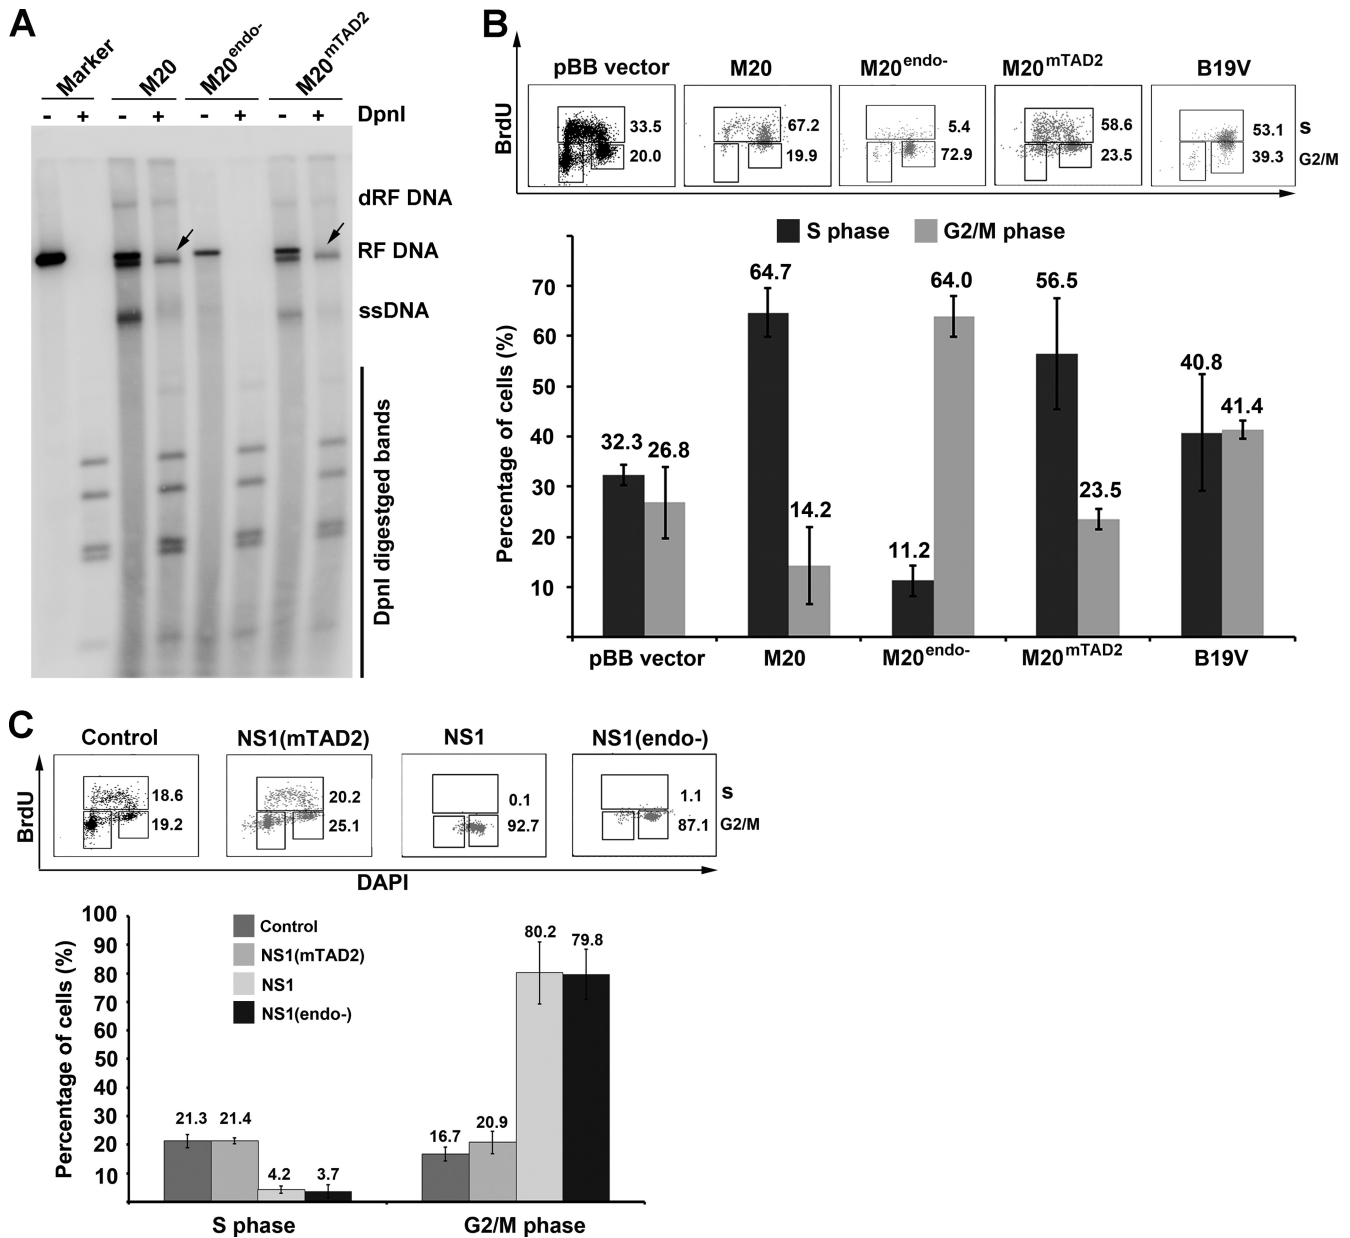 A
Marker
M20
M20endo-
M20mTAD2
- + - + - + - + DpnI
dRF DNA
RF DNA
ssDNA
DpnI digestged bands
B
pBB vector M20 M20endo- M20mTAD2 B19V
BrdU
33.5 67.2 5.4 58.6 53.1 S
20.0 19.9 72.9 23.5 39.3 G2/M
S phase G2/M phase
Percentage of cells (%)
70
60
50
40
30
20
10
32.3 26.8 64.7 14.2 11.2 64.0 56.5 23.5 40.8 41.4
pBB vector M20 M20endo- M20mTAD2 B19V
C
Control NS1(mTAD2) NS1 NS1(endo-)
BrdU
18.6 20.2 0.1 1.1 S
19.2 25.1 92.7 87.1 G2/M
DAPI
Percentage of cells (%)
100
90
80
70
60
50
40
30
20
10
Control
NS1(mTAD2)
NS1
NS1(endo-)
21.3 21.4 4.2 3.7 16.7 20.9 80.2 79.8
S phase G2/M phase